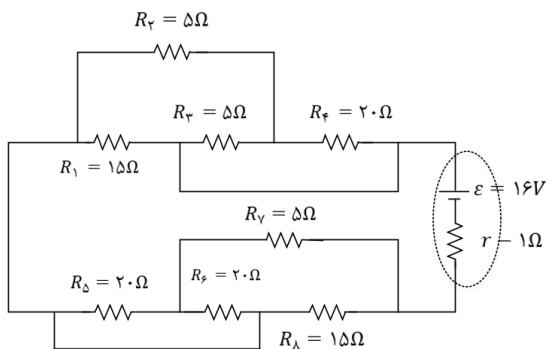 R۲ = ۵Ω
R۳ = ۵Ω
R۴ = ۲۰Ω
R۱ = ۱۵Ω
ε = ۱۶V
R۷ = ۵Ω
r − ۱Ω
R۵ = ۲۰Ω
R۶ = ۲۰Ω
R۸ = ۱۵Ω